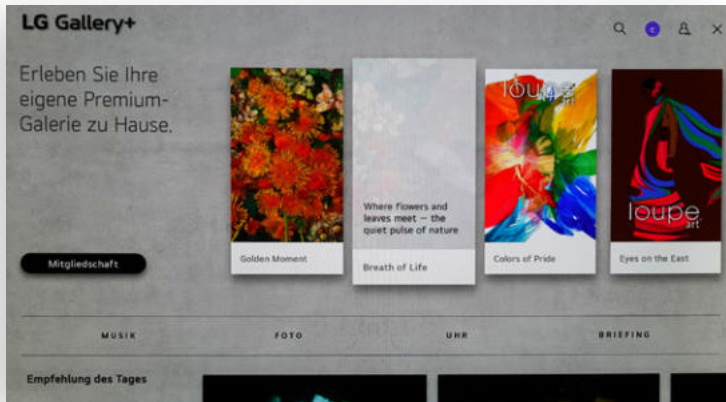 LG Gallery+
Erleben Sie Ihre
eigene Premium-
Galerie zu Hause.
Mitgliedschaft
Golden Moment
Where flowers and
leaves meet — the
quiet pulse of nature
Breath of Life
loupe
art
Colors of Pride
loupe
art
Eyes on the East
MUSIK
FOTO
UHR
BRIEFING
Empfehlung des Tages